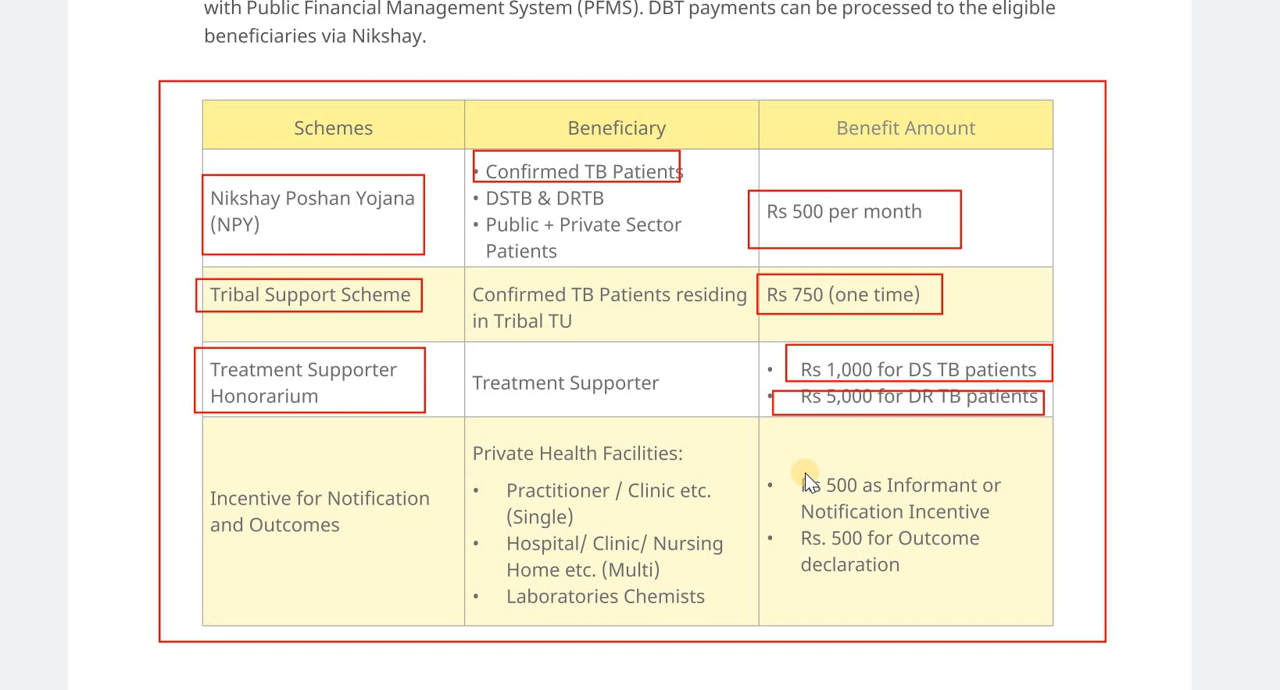 with Public Financial Management System (PFMS). DBT payments can be processed to the eligible
beneficiaries via Nikshay.
Schemes
Beneficiary
Benefit Amount
Nikshay Poshan Yojana
(NPY)
• Confirmed TB Patients
• DSTB & DRTB
• Public + Private Sector
Patients
Rs 500 per month
Tribal Support Scheme
Confirmed TB Patients residing
in Tribal TU
Rs 750 (one time)
Treatment Supporter
Honorarium
Treatment Supporter
• Rs 1,000 for DS TB patients
• Rs 5,000 for DR TB patients
Incentive for Notification
and Outcomes
Private Health Facilities:
• Practitioner / Clinic etc.
(Single)
• Hospital/ Clinic/ Nursing
Home etc. (Multi)
• Laboratories Chemists
• 500 as Informant or
Notification Incentive
• Rs. 500 for Outcome
declaration